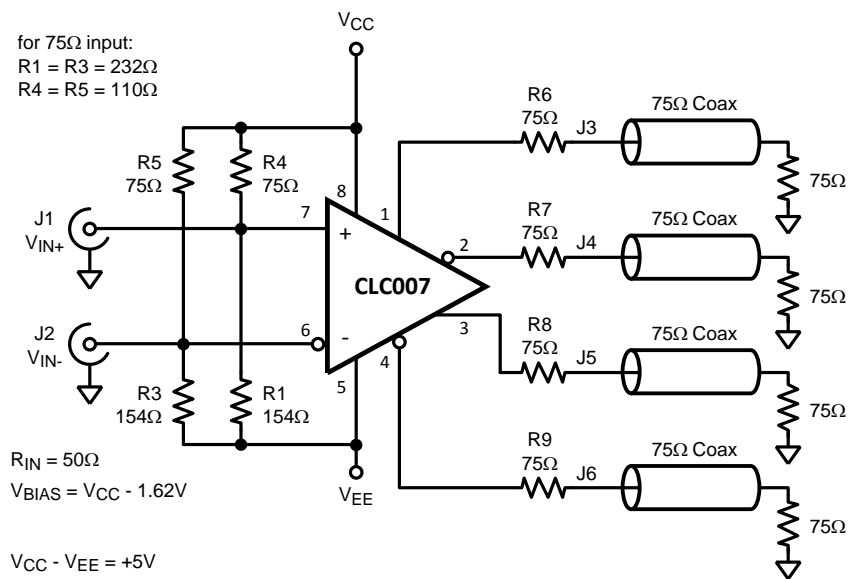 for 75Ω input:
R1 = R3 = 232Ω
R4 = R5 = 110Ω
VCC
R5
75Ω
R4
75Ω
8
1
7
+
J1
VIN+
CLC007
2
3
J2
VIN-
6
-
4
5
R3
154Ω
R1
154Ω
VEE
RIN = 50Ω
VBIAS = VCC - 1.62V
VCC - VEE = +5V
R6
75Ω
J3
75Ω Coax
75Ω
R7
75Ω
J4
75Ω Coax
75Ω
R8
75Ω
J5
75Ω Coax
75Ω
R9
75Ω
J6
75Ω Coax
75Ω